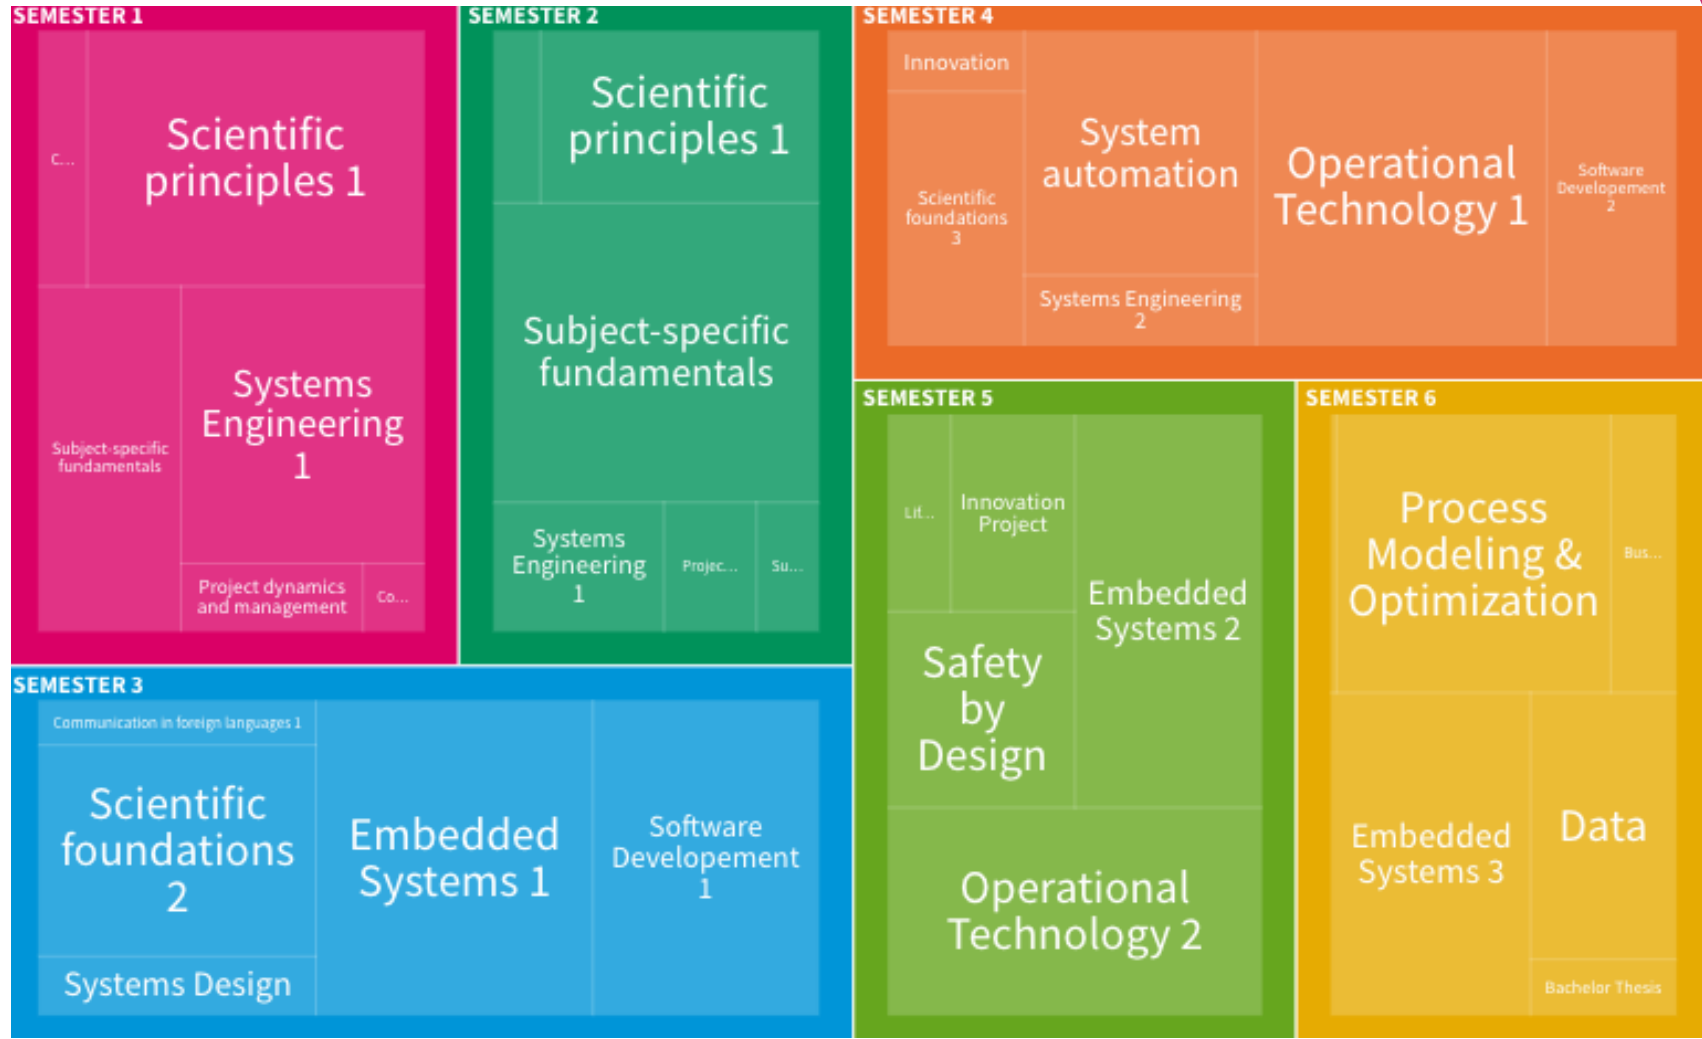 SEMESTER 1
C...
Scientific
principles 1
Subject-specific
fundamentals
Systems
Engineering
1
Project dynamics
and management
Co...
SEMESTER 2
Scientific
principles 1
Subject-specific
fundamentals
Systems
Engineering
1
Projec...
Su...
SEMESTER 3
Communication in foreign languages 1
Scientific
foundations
2
Systems Design
Embedded
Systems 1
Software
Developement
1
SEMESTER 4
Innovation
Scientific
foundations
3
System
automation
Systems Engineering
2
Operational
Technology 1
Software
Developement
2
SEMESTER 5
Lif...
Innovation
Project
Safety
by
Design
Embedded
Systems 2
Operational
Technology 2
SEMESTER 6
Process
Modeling &
Optimization
Bus...
Embedded
Systems 3
Data
Bachelor Thesis